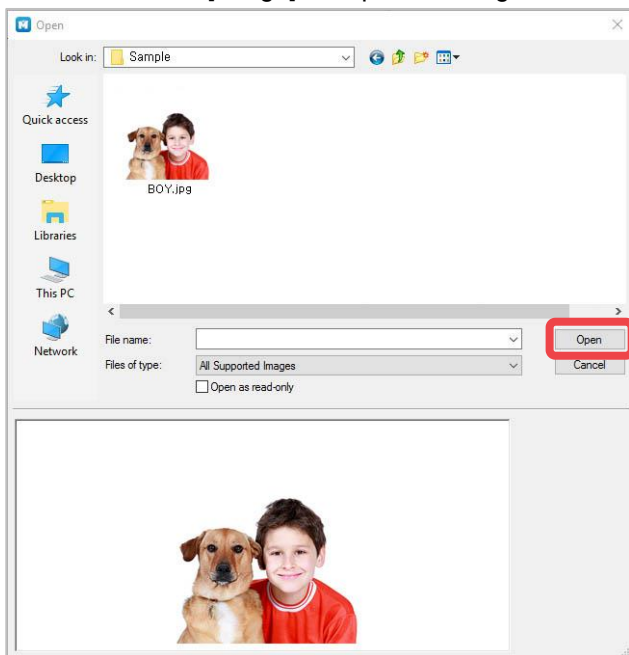 Open
Look in:
Sample
Quick access
Desktop
Libraries
This PC
Network
BOY.jpg
File name:
Open
Files of type:
All Supported Images
Cancel
Open as read-only